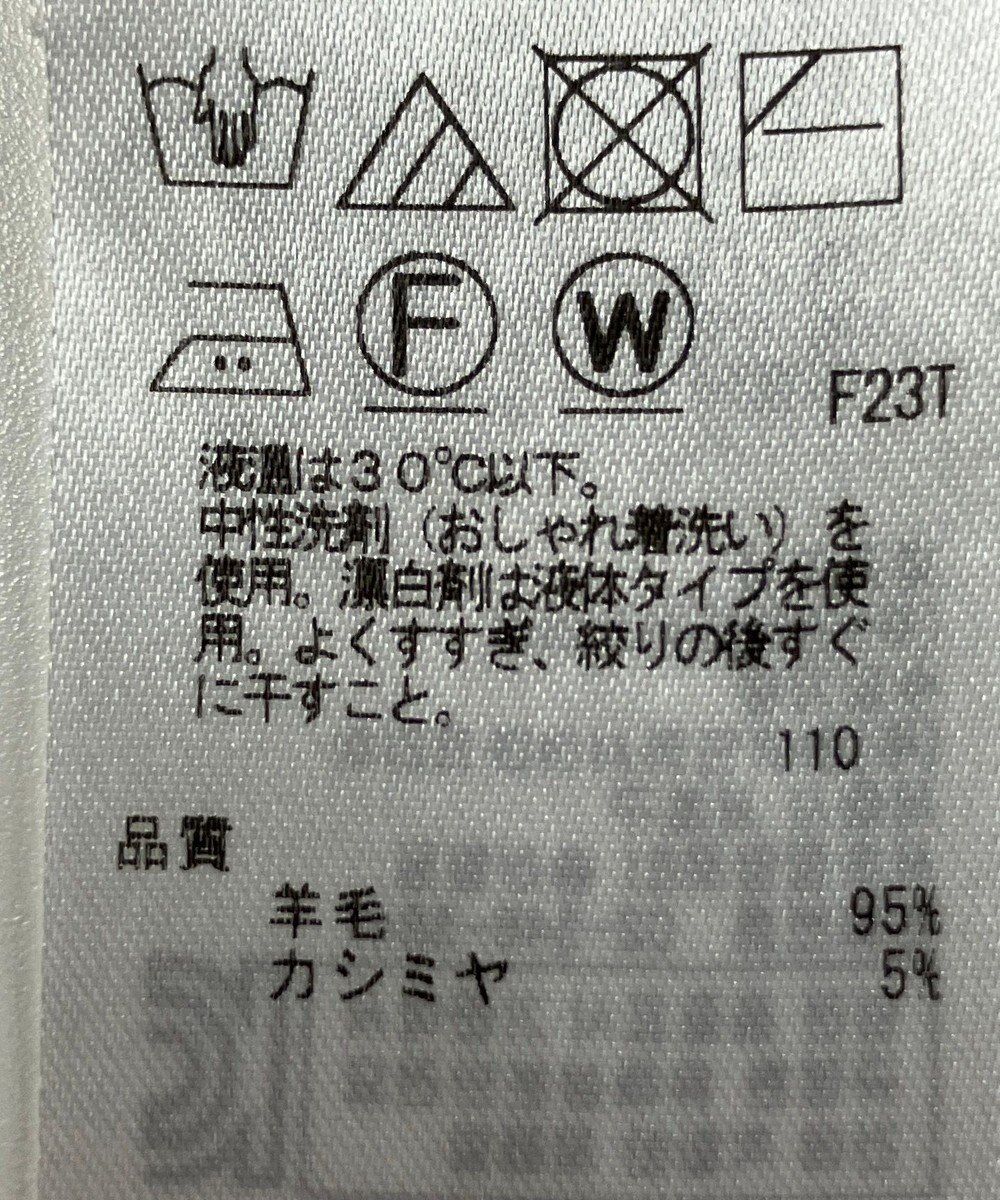 F
W
F23T
液温は30℃以下。
中性洗剤(おしゃれ着洗い)を
使用。漂白剤は液体タイプを使
用。よくすすぎ、絞りの後すぐ
に干すこと。
110
品質
羊毛 95%
カシミヤ 5%